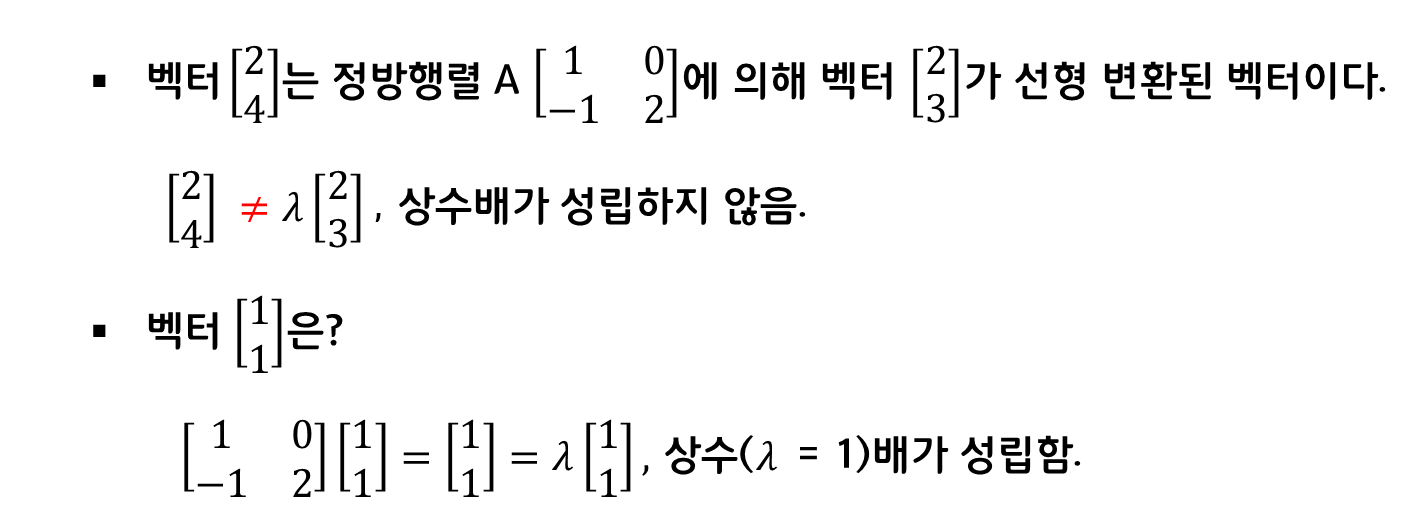 ▪ 벡터 [2 4]는 정방행렬 A [1 0 −1 2]에 의해 벡터 [2 3]가 선형 변환된 벡터이다.
[2 4] ≠ λ [2 3], 상수배가 성립하지 않음.
▪ 벡터 [1 1]은?
[1 0 −1 2] [1 1] = [1 1] = λ [1 1], 상수(λ = 1)배가 성립함.